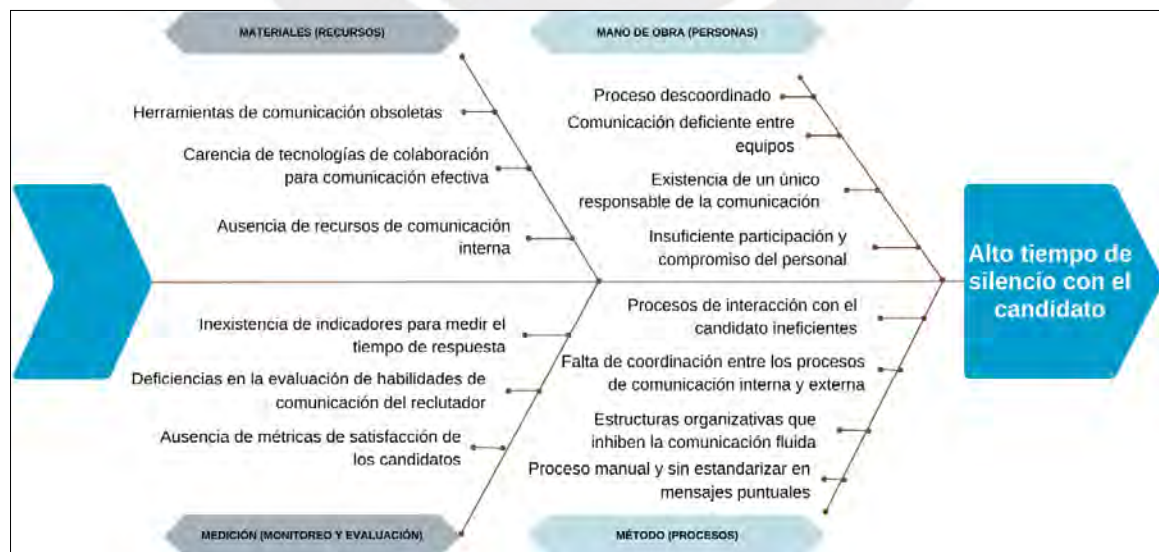 MATERIALES (RECURSOS)
MANO DE OBRA (PERSONAS)
Herramientas de comunicación obsoletas
Carencia de tecnologías de colaboración
para comunicación efectiva
Ausencia de recursos de comunicación
interna
Proceso descoordinado
Comunicación deficiente entre
equipos
Existencia de un único
responsable de la comunicación
Insuficiente participación y
compromiso del personal
Alto tiempo de
silencio con el
candidato
Inexistencia de indicadores para medir el
tiempo de respuesta
Deficiencias en la evaluación de habilidades de
comunicación del reclutador
Ausencia de métricas de satisfacción de
los candidatos
Procesos de interacción con el
candidato ineficientes
Falta de coordinación entre los procesos
de comunicación interna y externa
Estructuras organizativas que
inhiben la comunicación fluida
Proceso manual y sin estandarizar en
mensajes puntuales
MEDICIÓN (MONITOREO Y EVALUACIÓN)
MÉTODO (PROCESOS)